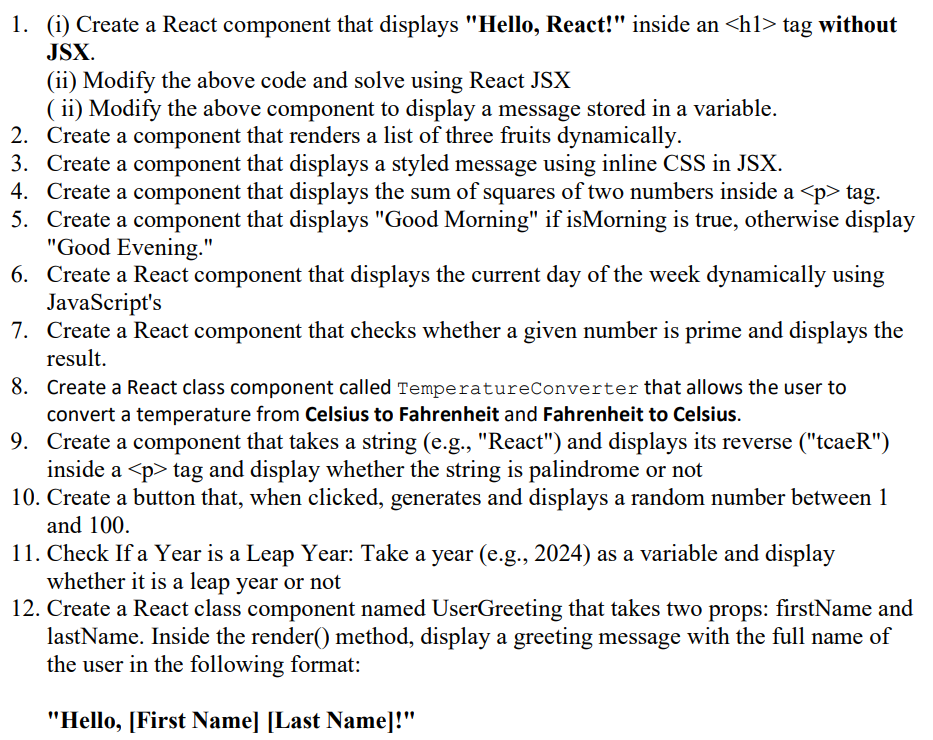 1. (i) Create a React component that displays "Hello, React!" inside an <h1> tag without
JSX.
(ii) Modify the above code and solve using React JSX
( ii) Modify the above component to display a message stored in a variable.
2. Create a component that renders a list of three fruits dynamically.
3. Create a component that displays a styled message using inline CSS in JSX.
4. Create a component that displays the sum of squares of two numbers inside a <p> tag.
5. Create a component that displays "Good Morning" if isMorning is true, otherwise display
"Good Evening."
6. Create a React component that displays the current day of the week dynamically using
JavaScript's
7. Create a React component that checks whether a given number is prime and displays the
result.
8. Create a React class component called TemperatureConverter that allows the user to
convert a temperature from Celsius to Fahrenheit and Fahrenheit to Celsius.
9. Create a component that takes a string (e.g., "React") and displays its reverse ("tcaeR")
inside a <p> tag and display whether the string is palindrome or not
10. Create a button that, when clicked, generates and displays a random number between 1
and 100.
11. Check If a Year is a Leap Year: Take a year (e.g., 2024) as a variable and display
whether it is a leap year or not
12. Create a React class component named UserGreeting that takes two props: firstName and
lastName. Inside the render() method, display a greeting message with the full name of
the user in the following format:
"Hello, [First Name] [Last Name]!"